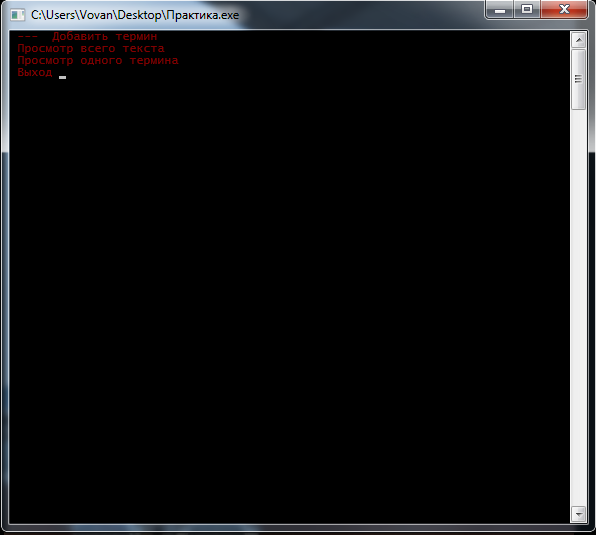 C:\Users\Vovan\Desktop\Практика.exe
--- Добавить термин
Просмотр всего текста
Просмотр одного термина
Выход _